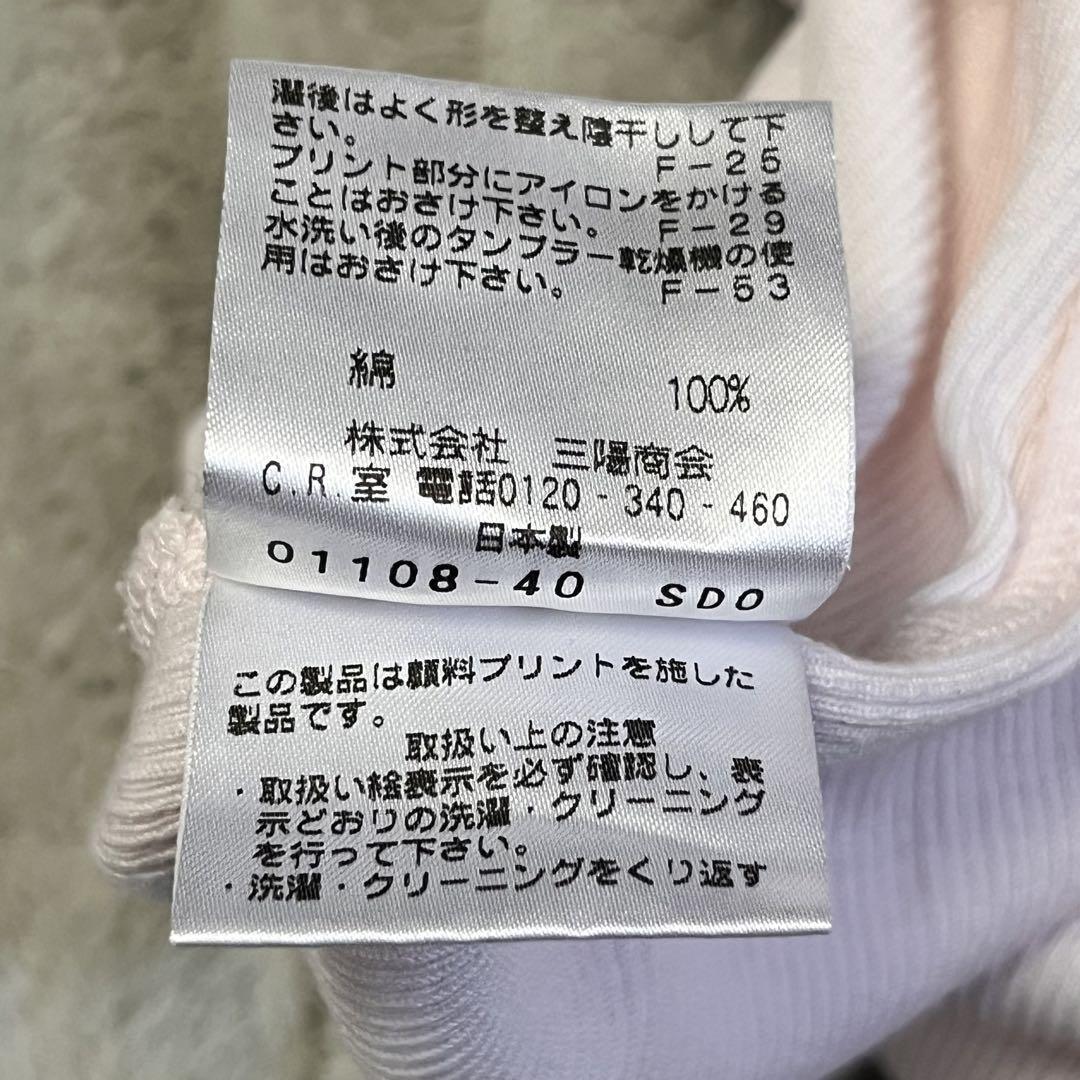 濯後はよく形を整え陰干しして下
さい。 F-25
プリント部分にアイロンをかける
ことはおさけ下さい。 F-29
水洗い後のタンブラー乾燥機の使
用はおさけ下さい。 F-53
綿 100%
株式会社 三陽商会
C.R.室 電話0120-340-460
日本製
01108-40 SD0
この製品は顔料プリントを施した
製品です。
取扱い上の注意
・取扱い絵表示を必ず確認し、表
示どおりの洗濯・クリーニング
を行って下さい。
・洗濯・クリーニングをくり返す